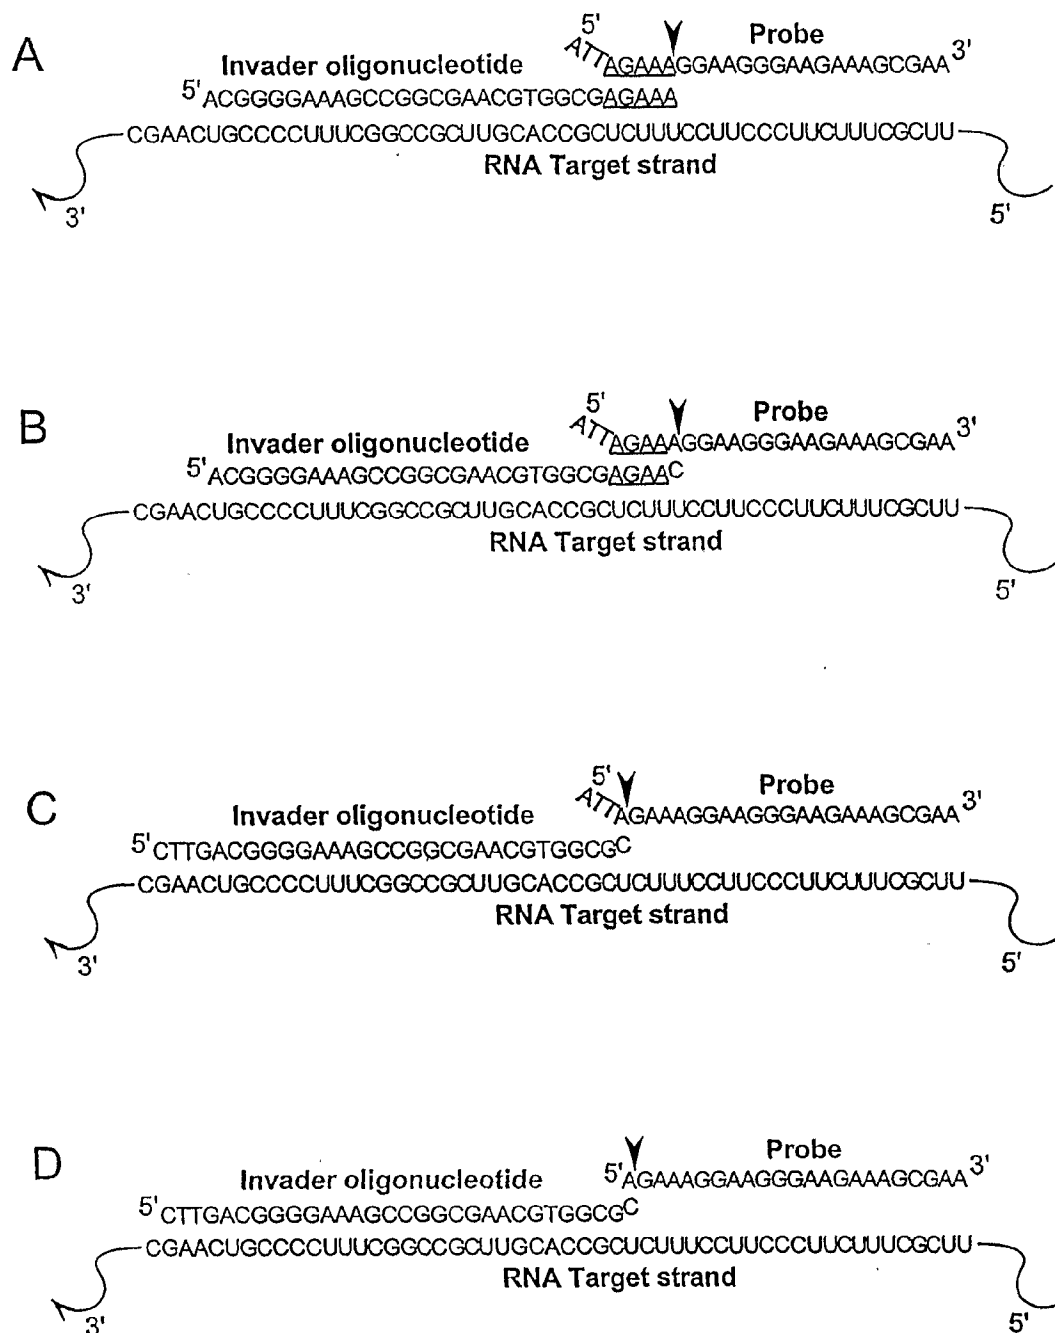 A
5'
Probe
Invader oligonucleotide
ATTAGAAAGGAAGGGAAGAAAGCGAA 3'
5' ACGGGGAAAGCCGGCGAACGTGGCGAGAAA
CGAACUGCCCCUUUCGGCCGCUUGCACCGCUCUUUCCUUCCCUUCUUUCGCUU
RNA Target strand
3'
5'
B
5'
Probe
Invader oligonucleotide
ATTAGAAAGGAAGGGAAGAAAGCGAA 3'
5' ACGGGGAAAGCCGGCGAACGTGGCGAGAAC
CGAACUGCCCCUUUCGGCCGCUUGCACCGCUCUUUCCUUCCCUUCUUUCGCUU
RNA Target strand
3'
5'
C
5'
Probe
Invader oligonucleotide
ATTAGAAAGGAAGGGAAGAAAGCGAA 3'
5' CTTGACGGGGAAAGCCGGCGAACGTGGCGC
CGAACUGCCCCUUUCGGCCGCUUGCACCGCUCUUUCCUUCCCUUCUUUCGCUU
RNA Target strand
3'
5'
D
Probe
Invader oligonucleotide
5' AGAAAGGAAGGGAAGAAAGCGAA 3'
5' CTTGACGGGGAAAGCCGGCGAACGTGGCGC
CGAACUGCCCCUUUCGGCCGCUUGCACCGCUCUUUCCUUCCCUUCUUUCGCUU
RNA Target strand
3'
5'